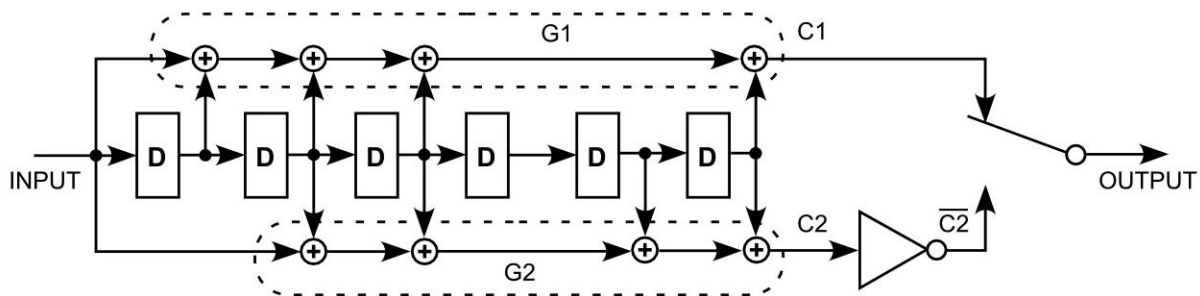 G1
C1
+ + + +
INPUT
D D D D D D
OUTPUT
+ + + +
G2
C2
C̅2̅